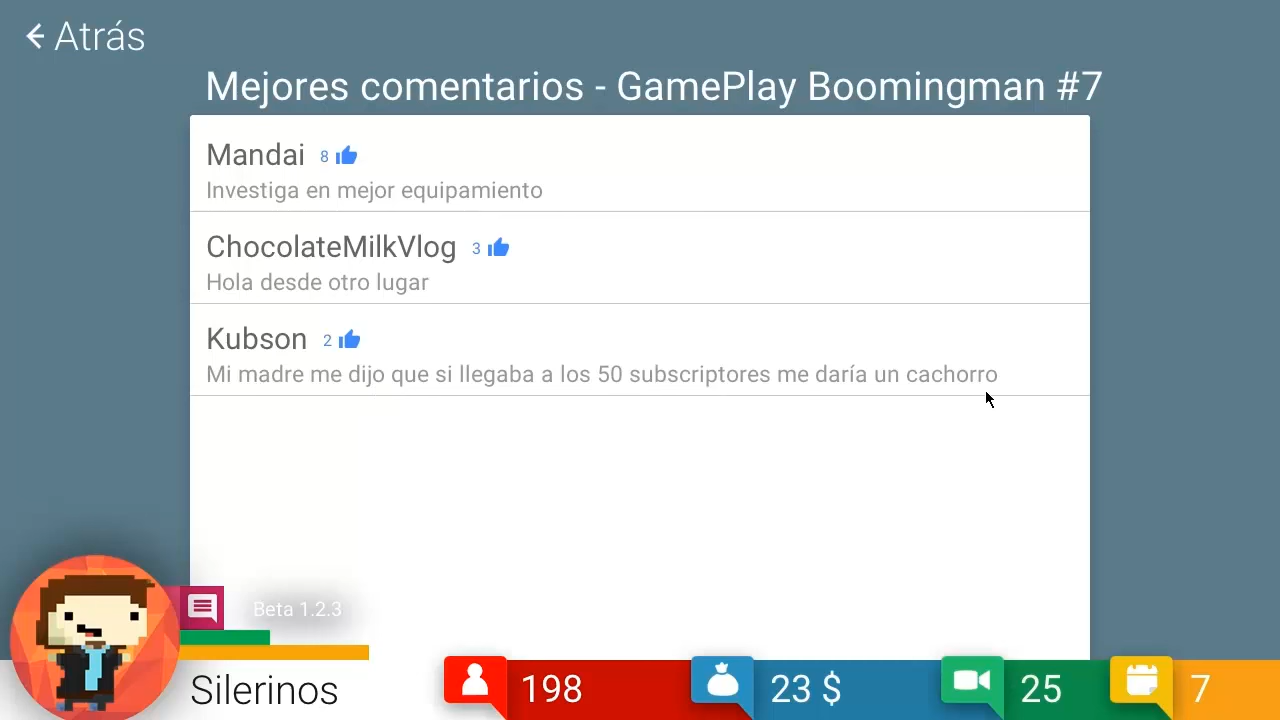 Atrás
Mejores comentarios - GamePlay Boomingman #7
Mandai 8
Investiga en mejor equipamiento
ChocolateMilkVlog 3
Hola desde otro lugar
Kubson 2
Mi madre me dijo que si llegaba a los 50 subscriptores me daría un cachorro
Beta 1.2.3
Silerinos 198 23 $ 25 7